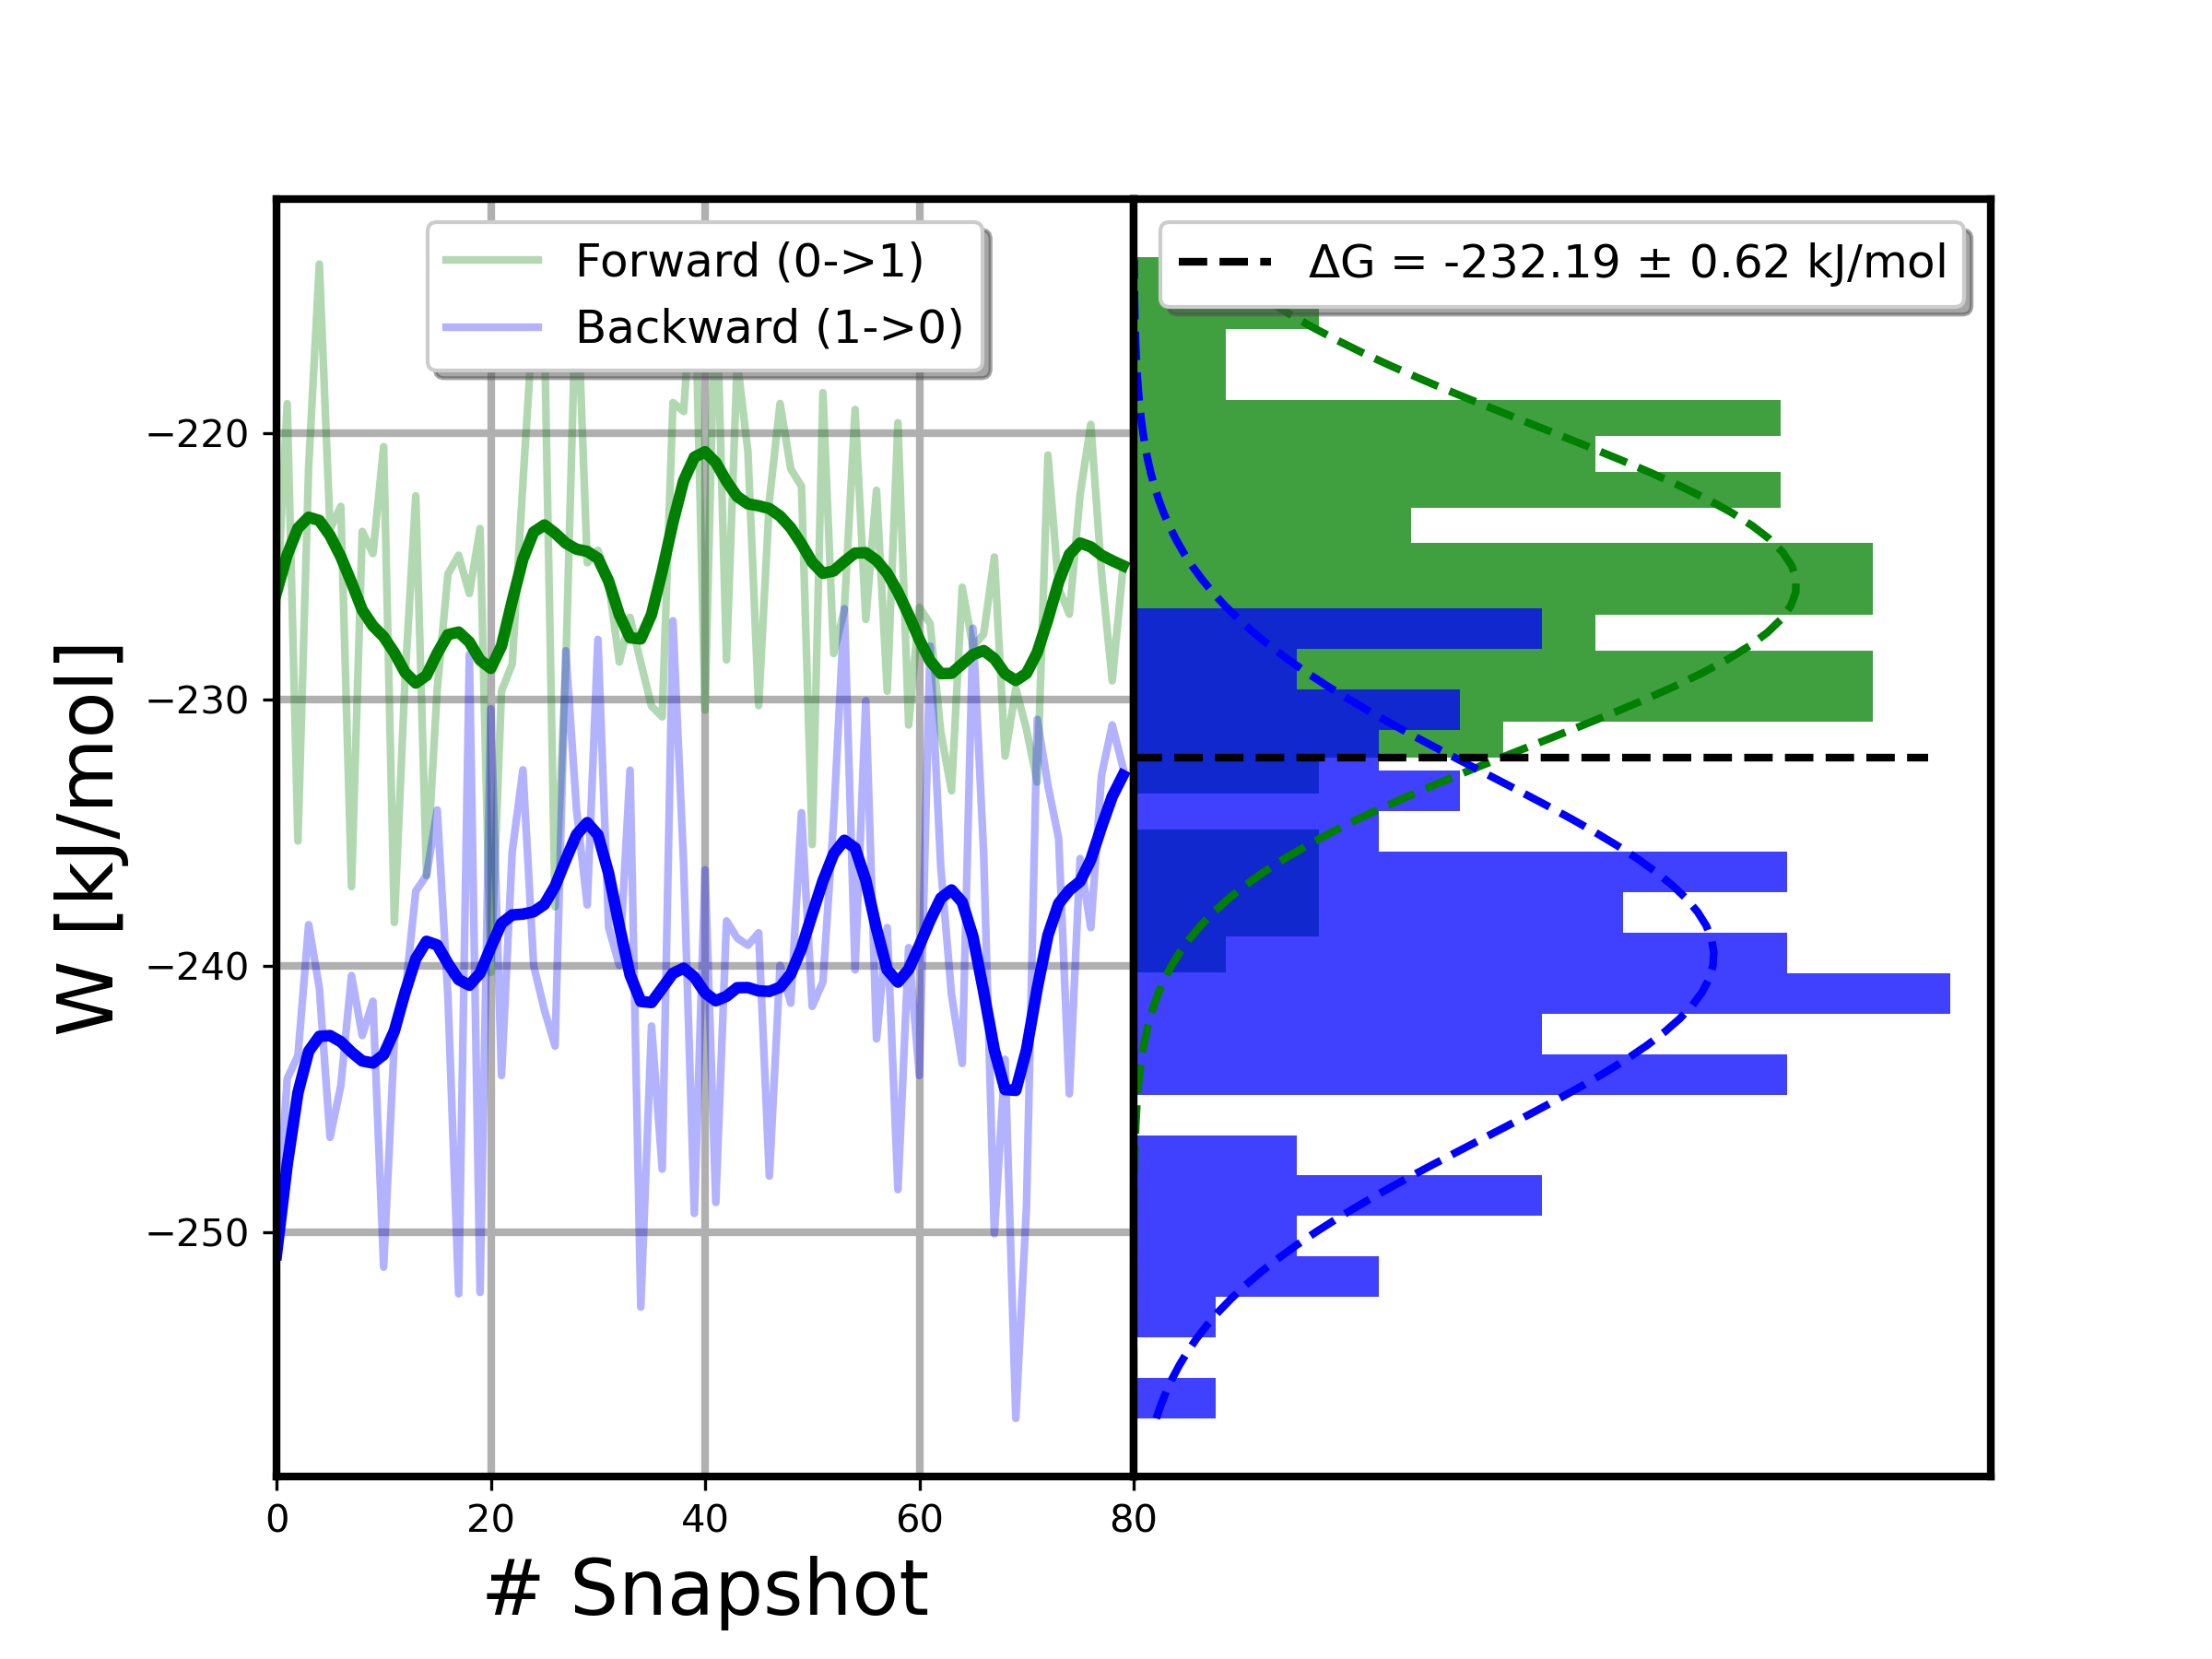 Forward (0->1)
Backward (1->0)
ΔG = -232.19 ± 0.62 kJ/mol
W [kJ/mol]
−220
−230
−240
−250
0 20 40 60 80
# Snapshot